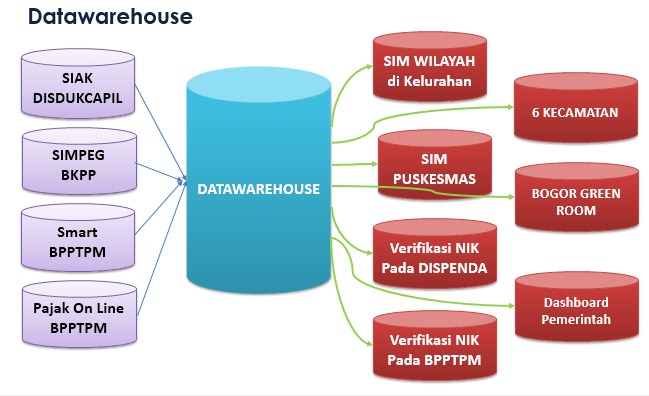 Datawarehouse
SIAK
DISDUKCAPIL
SIMPEG
BKPP
Smart
BPPTPM
Pajak On Line
BPPTPM
DATAWAREHOUSE
SIM WILAYAH
di Kelurahan
6 KECAMATAN
SIM
PUSKESMAS
BOGOR GREEN
ROOM
Verifikasi NIK
Pada DISPENDA
Dashboard
Pemerintah
Verifikasi NIK
Pada BPPTPM